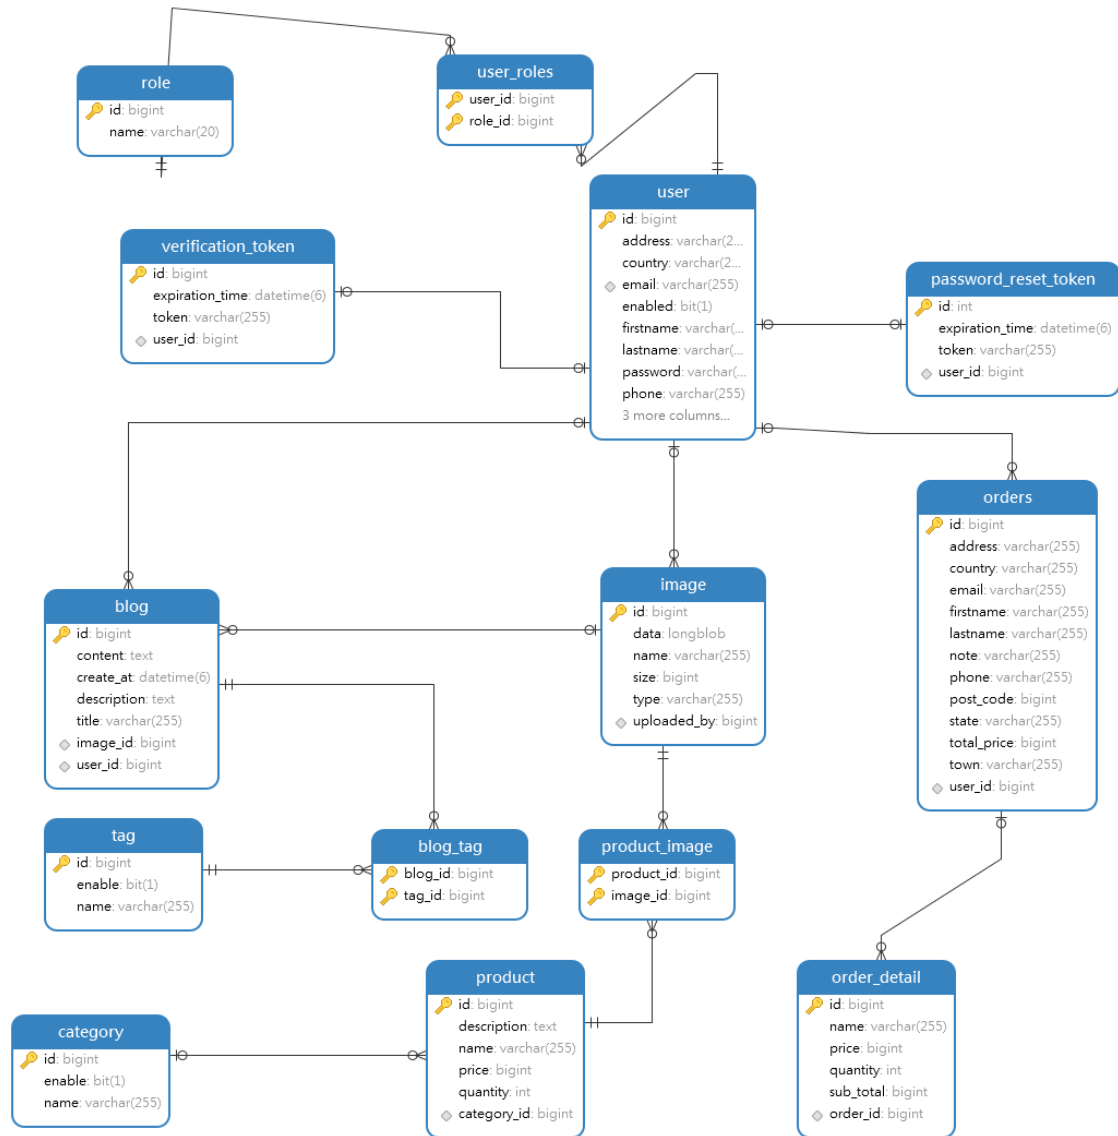 role
id: bigint
name: varchar(20)
user_roles
user_id: bigint
role_id: bigint
user
id: bigint
address: varchar(2...
country: varchar(2...
email: varchar(255)
enabled: bit(1)
firstname: varchar(...
lastname: varchar(...
password: varchar(...
phone: varchar(255)
3 more columns...
verification_token
id: bigint
expiration_time: datetime(6)
token: varchar(255)
user_id: bigint
password_reset_token
id: int
expiration_time: datetime(6)
token: varchar(255)
user_id: bigint
orders
id: bigint
address: varchar(255)
country: varchar(255)
email: varchar(255)
firstname: varchar(255)
lastname: varchar(255)
note: varchar(255)
phone: varchar(255)
post_code: bigint
state: varchar(255)
total_price: bigint
town: varchar(255)
user_id: bigint
blog
id: bigint
content: text
create_at: datetime(6)
description: text
title: varchar(255)
image_id: bigint
user_id: bigint
image
id: bigint
data: longblob
name: varchar(255)
size: bigint
type: varchar(255)
uploaded_by: bigint
tag
id: bigint
enable: bit(1)
name: varchar(255)
blog_tag
blog_id: bigint
tag_id: bigint
product_image
product_id: bigint
image_id: bigint
category
id: bigint
enable: bit(1)
name: varchar(255)
product
id: bigint
description: text
name: varchar(255)
price: bigint
quantity: int
category_id: bigint
order_detail
id: bigint
name: varchar(255)
price: bigint
quantity: int
sub_total: bigint
order_id: bigint